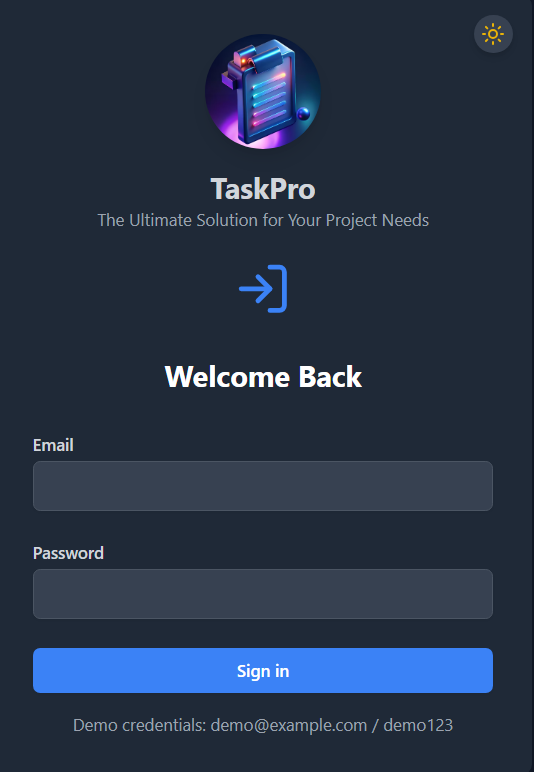 TaskPro
The Ultimate Solution for Your Project Needs
Welcome Back
Email
Password
Sign in
Demo credentials: demo@example.com / demo123